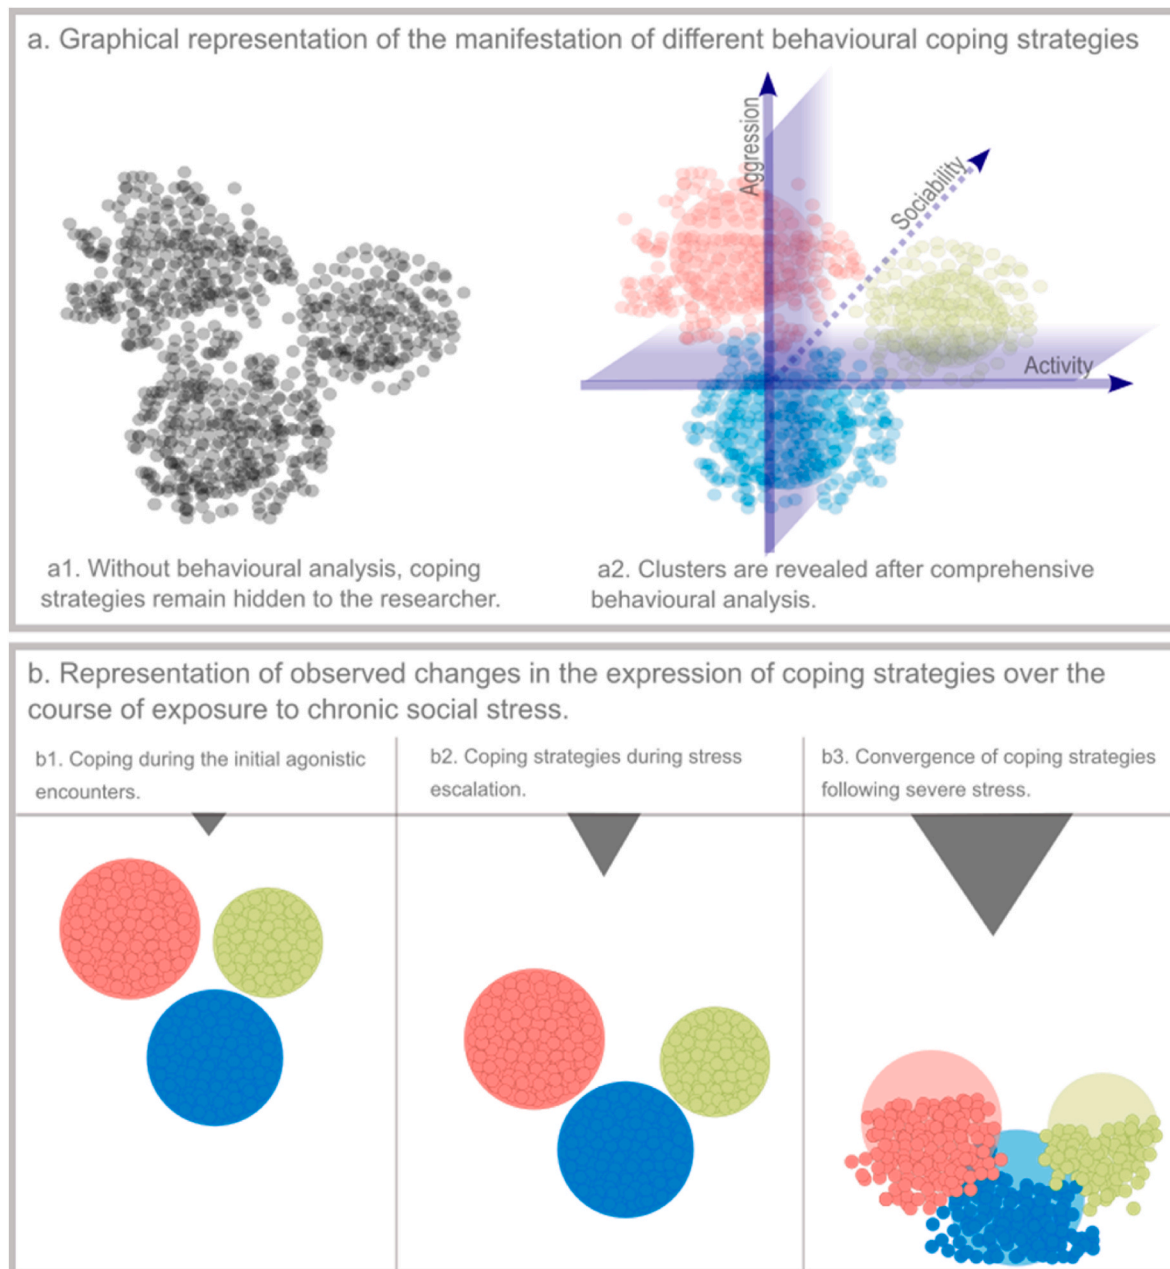 a. Graphical representation of the manifestation of different behavioural coping strategies
Aggression
Sociability
Activity
a1. Without behavioural analysis, coping
strategies remain hidden to the researcher.
a2. Clusters are revealed after comprehensive
behavioural analysis.
b. Representation of observed changes in the expression of coping strategies over the
course of exposure to chronic social stress.
b1. Coping during the initial agonistic
encounters.
b2. Coping strategies during stress
escalation.
b3. Convergence of coping strategies
following severe stress.